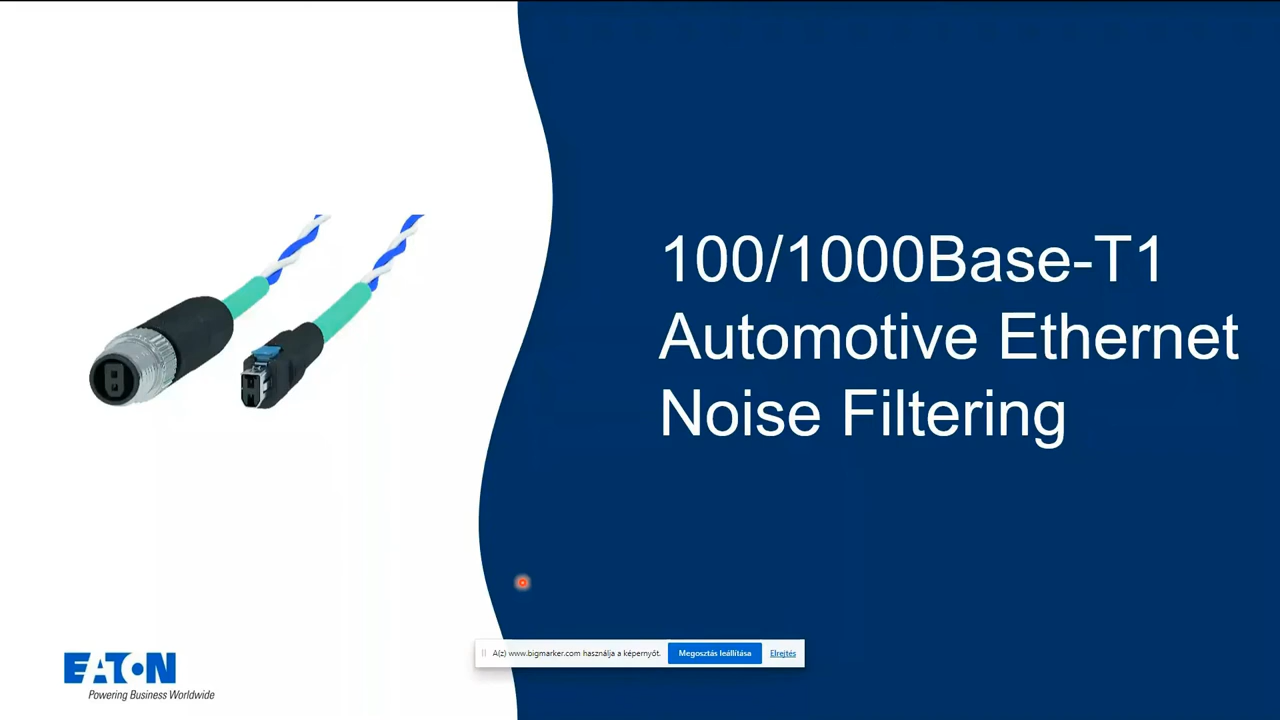 100/1000Base-T1
Automotive Ethernet
Noise Filtering
EATON
Powering Business Worldwide
A(z) www.bigmarker.com használja a képernyőt.
Megosztás leállítása
Elrejtés